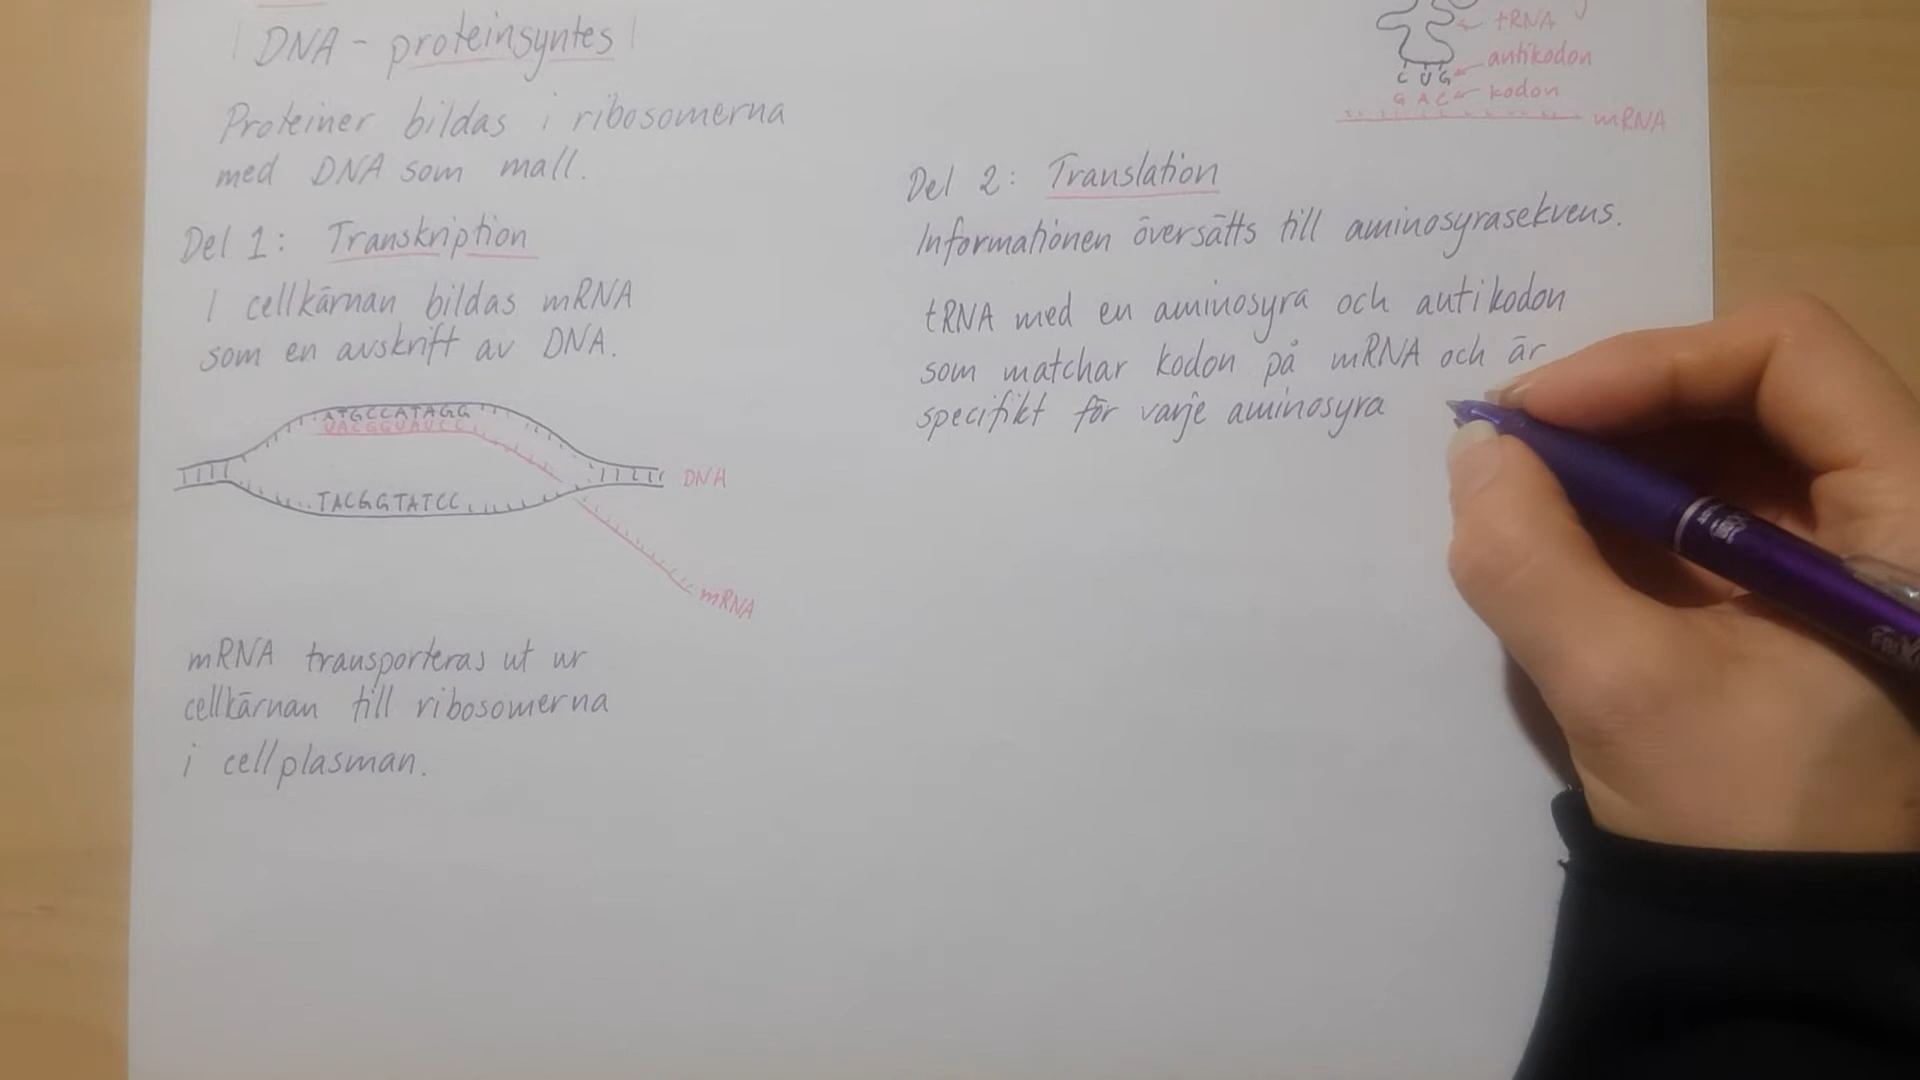 DNA - proteinsyntes
Proteiner bildas i ribosomerna
med DNA som mall.
Del 1: Transkription
I cellkärnan bildas mRNA
som en avskrift av DNA.
ATGCCATAGG
UACGGUAUCC
DNA
TACGGTATCC
mRNA
mRNA transporteras ut ur
cellkärnan till ribosomerna
i cellplasman.
tRNA
antikodon
C U G
G A C
kodon
mRNA
Del 2: Translation
Informationen översätts till aminosyrasekvens.
tRNA med en aminosyra och antikodon
som matchar kodon på mRNA och är
specifikt för varje aminosyra